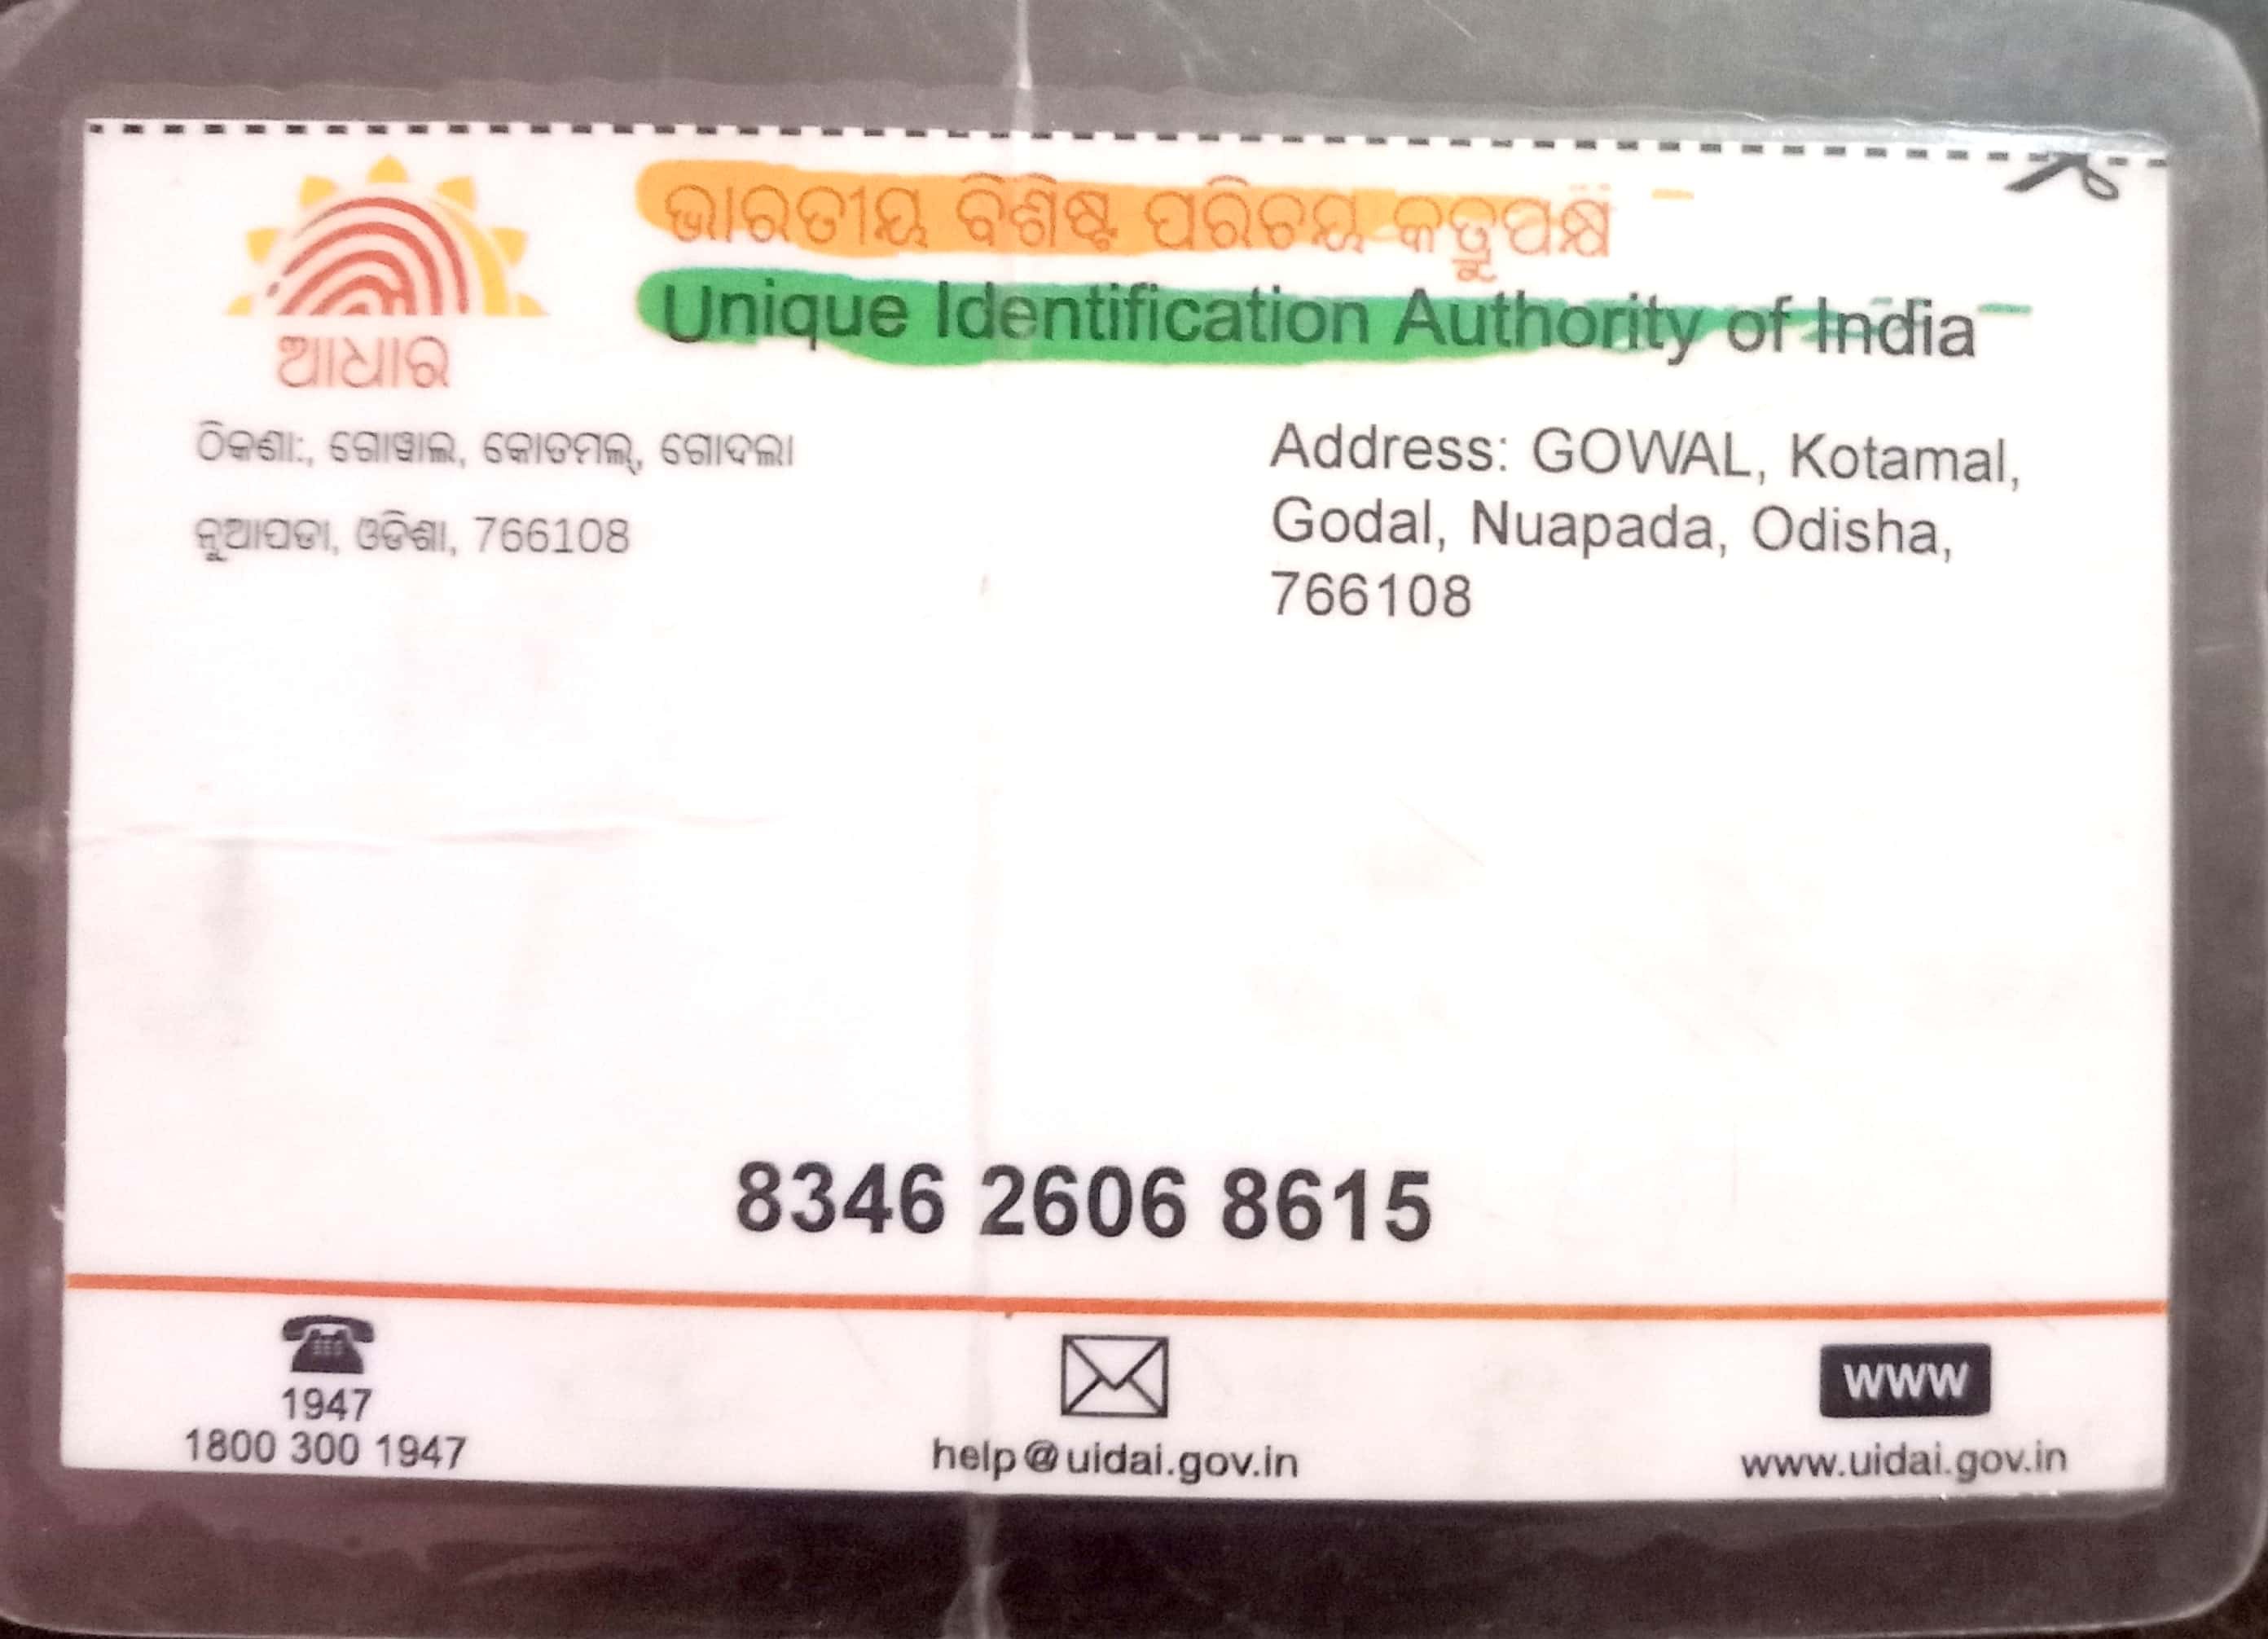 ଭାରତୀୟ ବିଶିଷ୍ଟ ପରିଚୟ କର୍ତ୍ତୃପକ୍ଷ
Unique Identification Authority of India
ଆଧାର
ଠିକଣା:, ଗୋୱାଲ, କୋତମଲ୍, ଗୋଦଲା
ନୁଆପଡା, ଓଡିଶା, 766108
Address: GOWAL, Kotamal,
Godal, Nuapada, Odisha,
766108
8346 2606 8615
1947
1800 300 1947
help@uidai.gov.in
www
www.uidai.gov.in